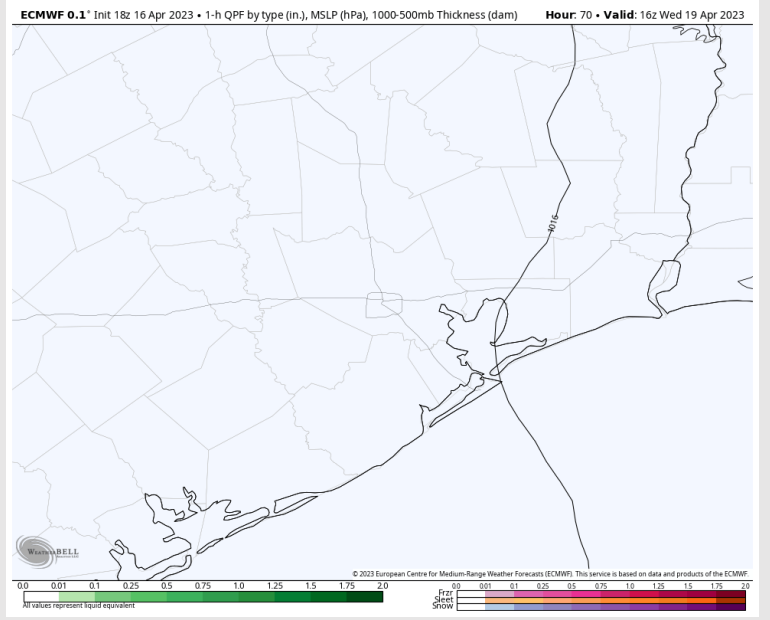 ECMWF 0.1° Init 18z 16 Apr 2023 • 1-h QPF by type (in.), MSLP (hPa), 1000-500mb Thickness (dam) Hour: 70 • Valid: 16z Wed 19 Apr 2023
1016
WEATHERBELL
© 2023 European Centre for Medium-Range Weather Forecasts (ECMWF). This service is based on data and products of the ECMWF.
0.0 0.01 0.1 0.25 0.5 0.75 1.0 1.25 1.5 1.75 2.0
0.0 0.01 0.1 0.25 0.5 0.75 1.0 1.25 1.5 1.75 2.0
Frzr
Sleet
Snow
All values represent liquid equivalent